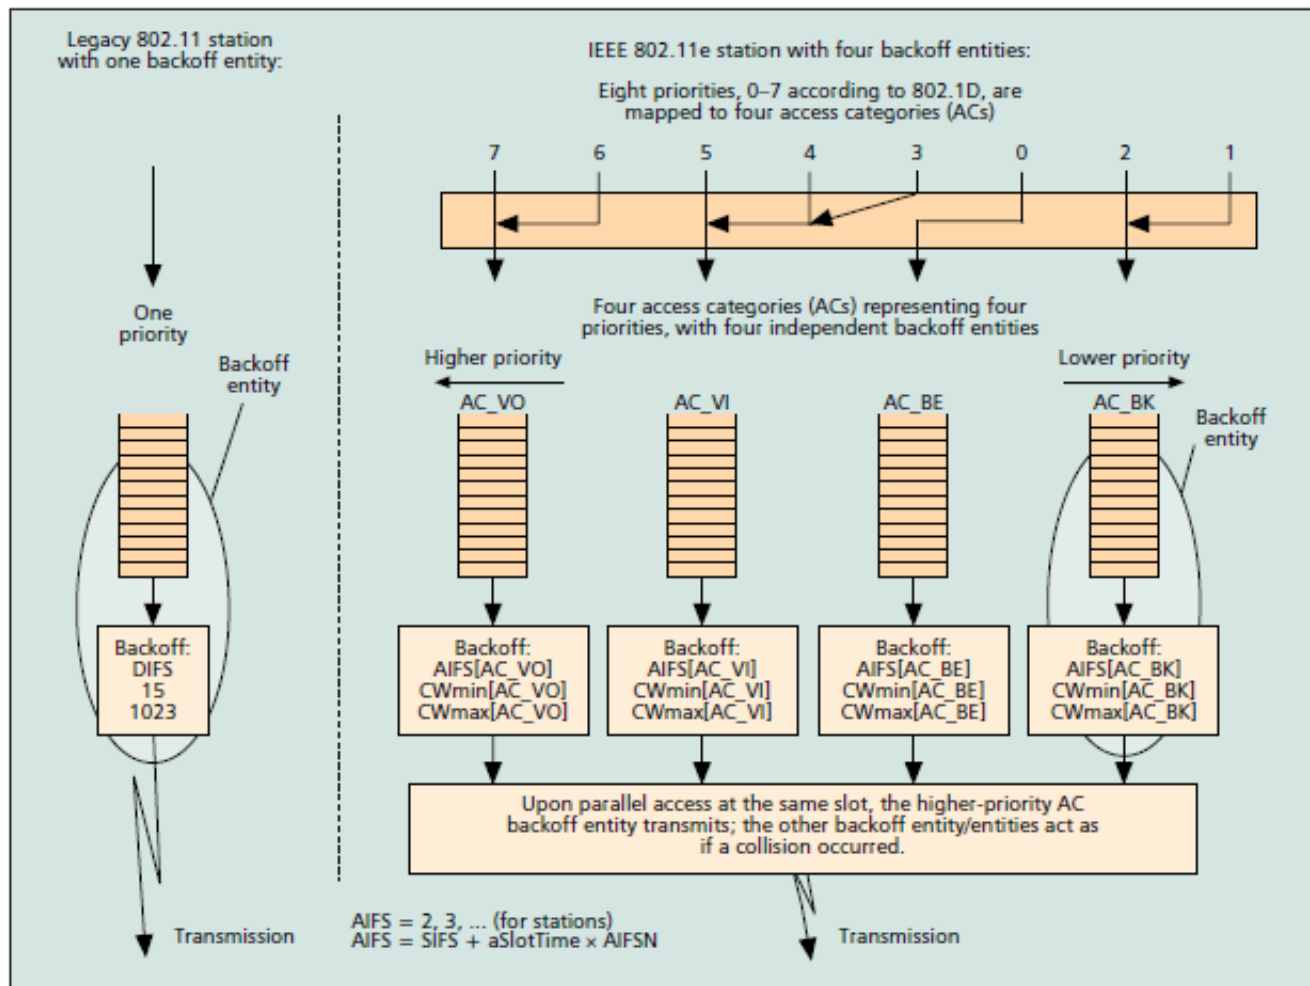 Legacy 802.11 station
with one backoff entity:
IEEE 802.11e station with four backoff entities:
Eight priorities, 0–7 according to 802.1D, are
mapped to four access categories (ACs)
7 6 5 4 3 0 2 1
One
priority
Backoff
entity
Four access categories (ACs) representing four
priorities, with four independent backoff entities
Higher priority
Lower priority
AC_VO AC_VI AC_BE AC_BK
Backoff
entity
Backoff:
DIFS
15
1023
Backoff:
AIFS[AC_VO]
CWmin[AC_VO]
CWmax[AC_VO]
Backoff:
AIFS[AC_VI]
CWmin[AC_VI]
CWmax[AC_VI]
Backoff:
AIFS[AC_BE]
CWmin[AC_BE]
CWmax[AC_BE]
Backoff:
AIFS[AC_BK]
CWmin[AC_BK]
CWmax[AC_BK]
Upon parallel access at the same slot, the higher-priority AC
backoff entity transmits; the other backoff entity/entities act as
if a collision occurred.
Transmission
AIFS = 2, 3, ... (for stations)
AIFS = SIFS + aSlotTime × AIFSN
Transmission